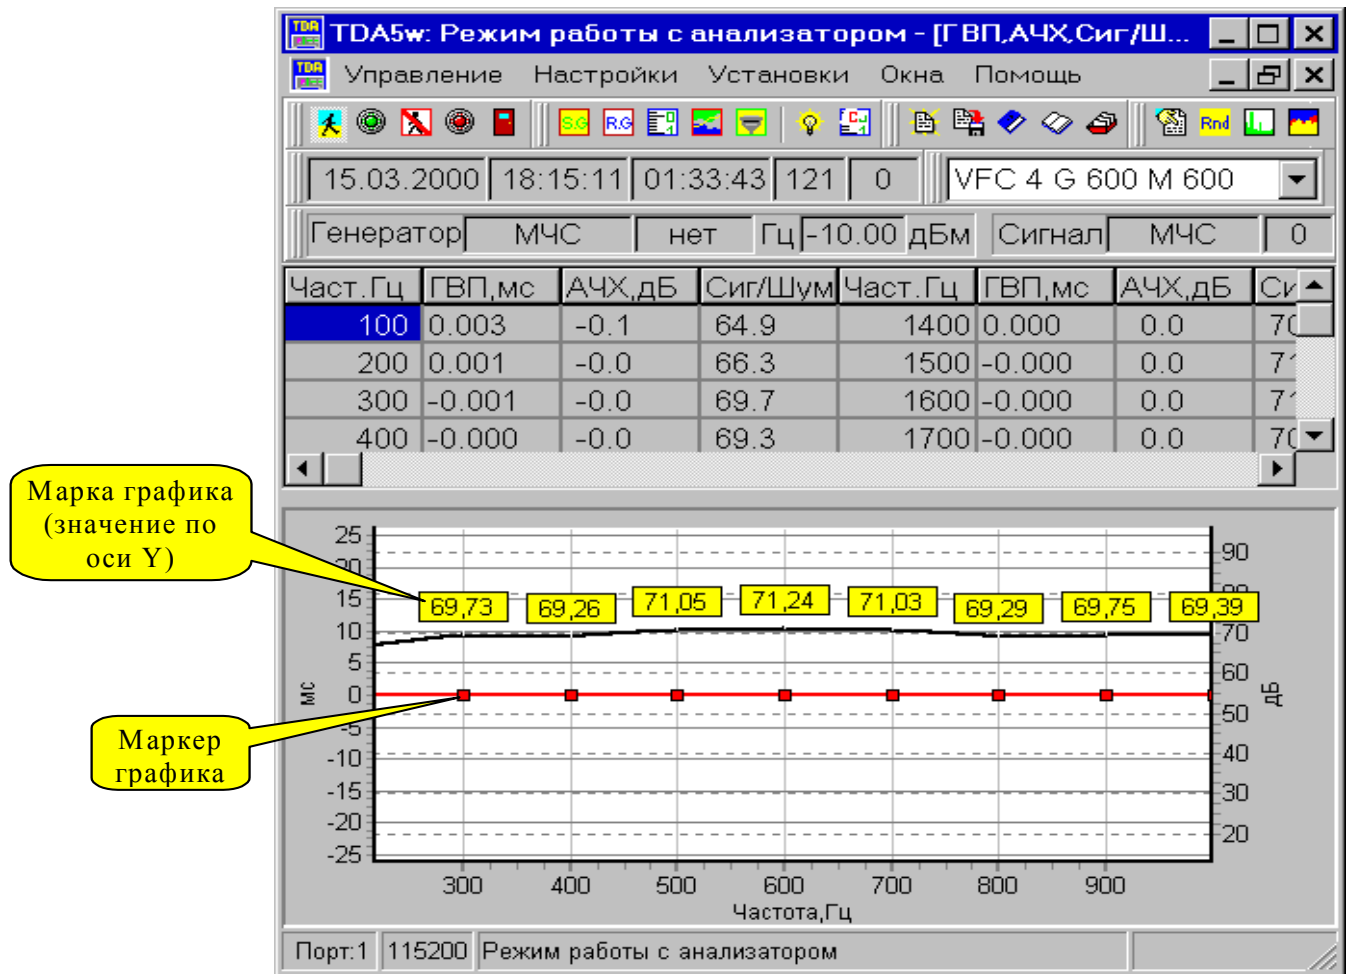 TDA5w: Режим работы с анализатором - [ГВП,АЧХ,Сиг/Ш...
Управление Настройки Установки Окна Помощь
S.G R.G Rnd
15.03.2000 18:15:11 01:33:43 121 0 VFC 4 G 600 M 600
Генератор МЧС нет Гц -10.00 дБм Сигнал МЧС 0
Част.Гц ГВП,мс АЧХ,дБ Сиг/Шум Част.Гц ГВП,мс АЧХ,дБ
100 0.003 -0.1 64.9 1400 0.000 0.0
200 0.001 -0.0 66.3 1500 -0.000 0.0
300 -0.001 -0.0 69.7 1600 -0.000 0.0
400 -0.000 -0.0 69.3 1700 -0.000 0.0
Марка графика
(значение по
оси Y)
Маркер
графика
25
20
15
10
5
0
-5
-10
-15
-20
-25
мс
69,73 69,26 71,05 71,24 71,03 69,29 69,75 69,39
90
80
70
60
50
40
30
20
дБ
300 400 500 600 700 800 900
Частота,Гц
Порт:1 115200 Режим работы с анализатором